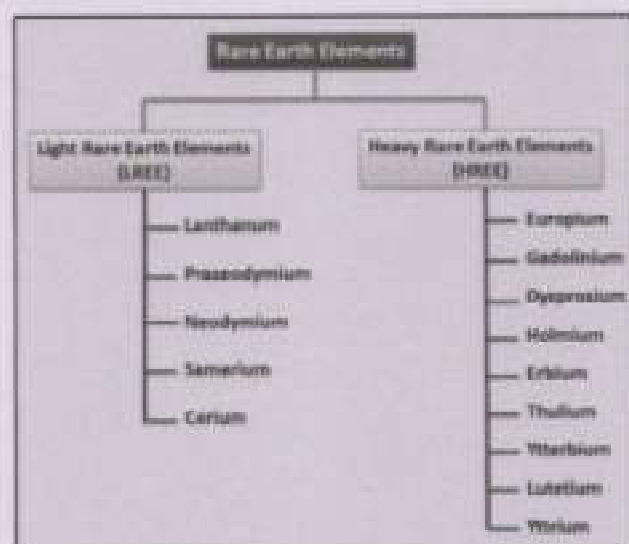 Rare Earth Elements
Light Rare Earth Elements
(LREE)
Lanthanum
Praseodymium
Neodymium
Samerium
Cerium
Heavy Rare Earth Elements
(HREE)
Europium
Gadolinium
Dysprosium
Holmium
Erbium
Thulium
Ytterbium
Lutetium
Yttrium